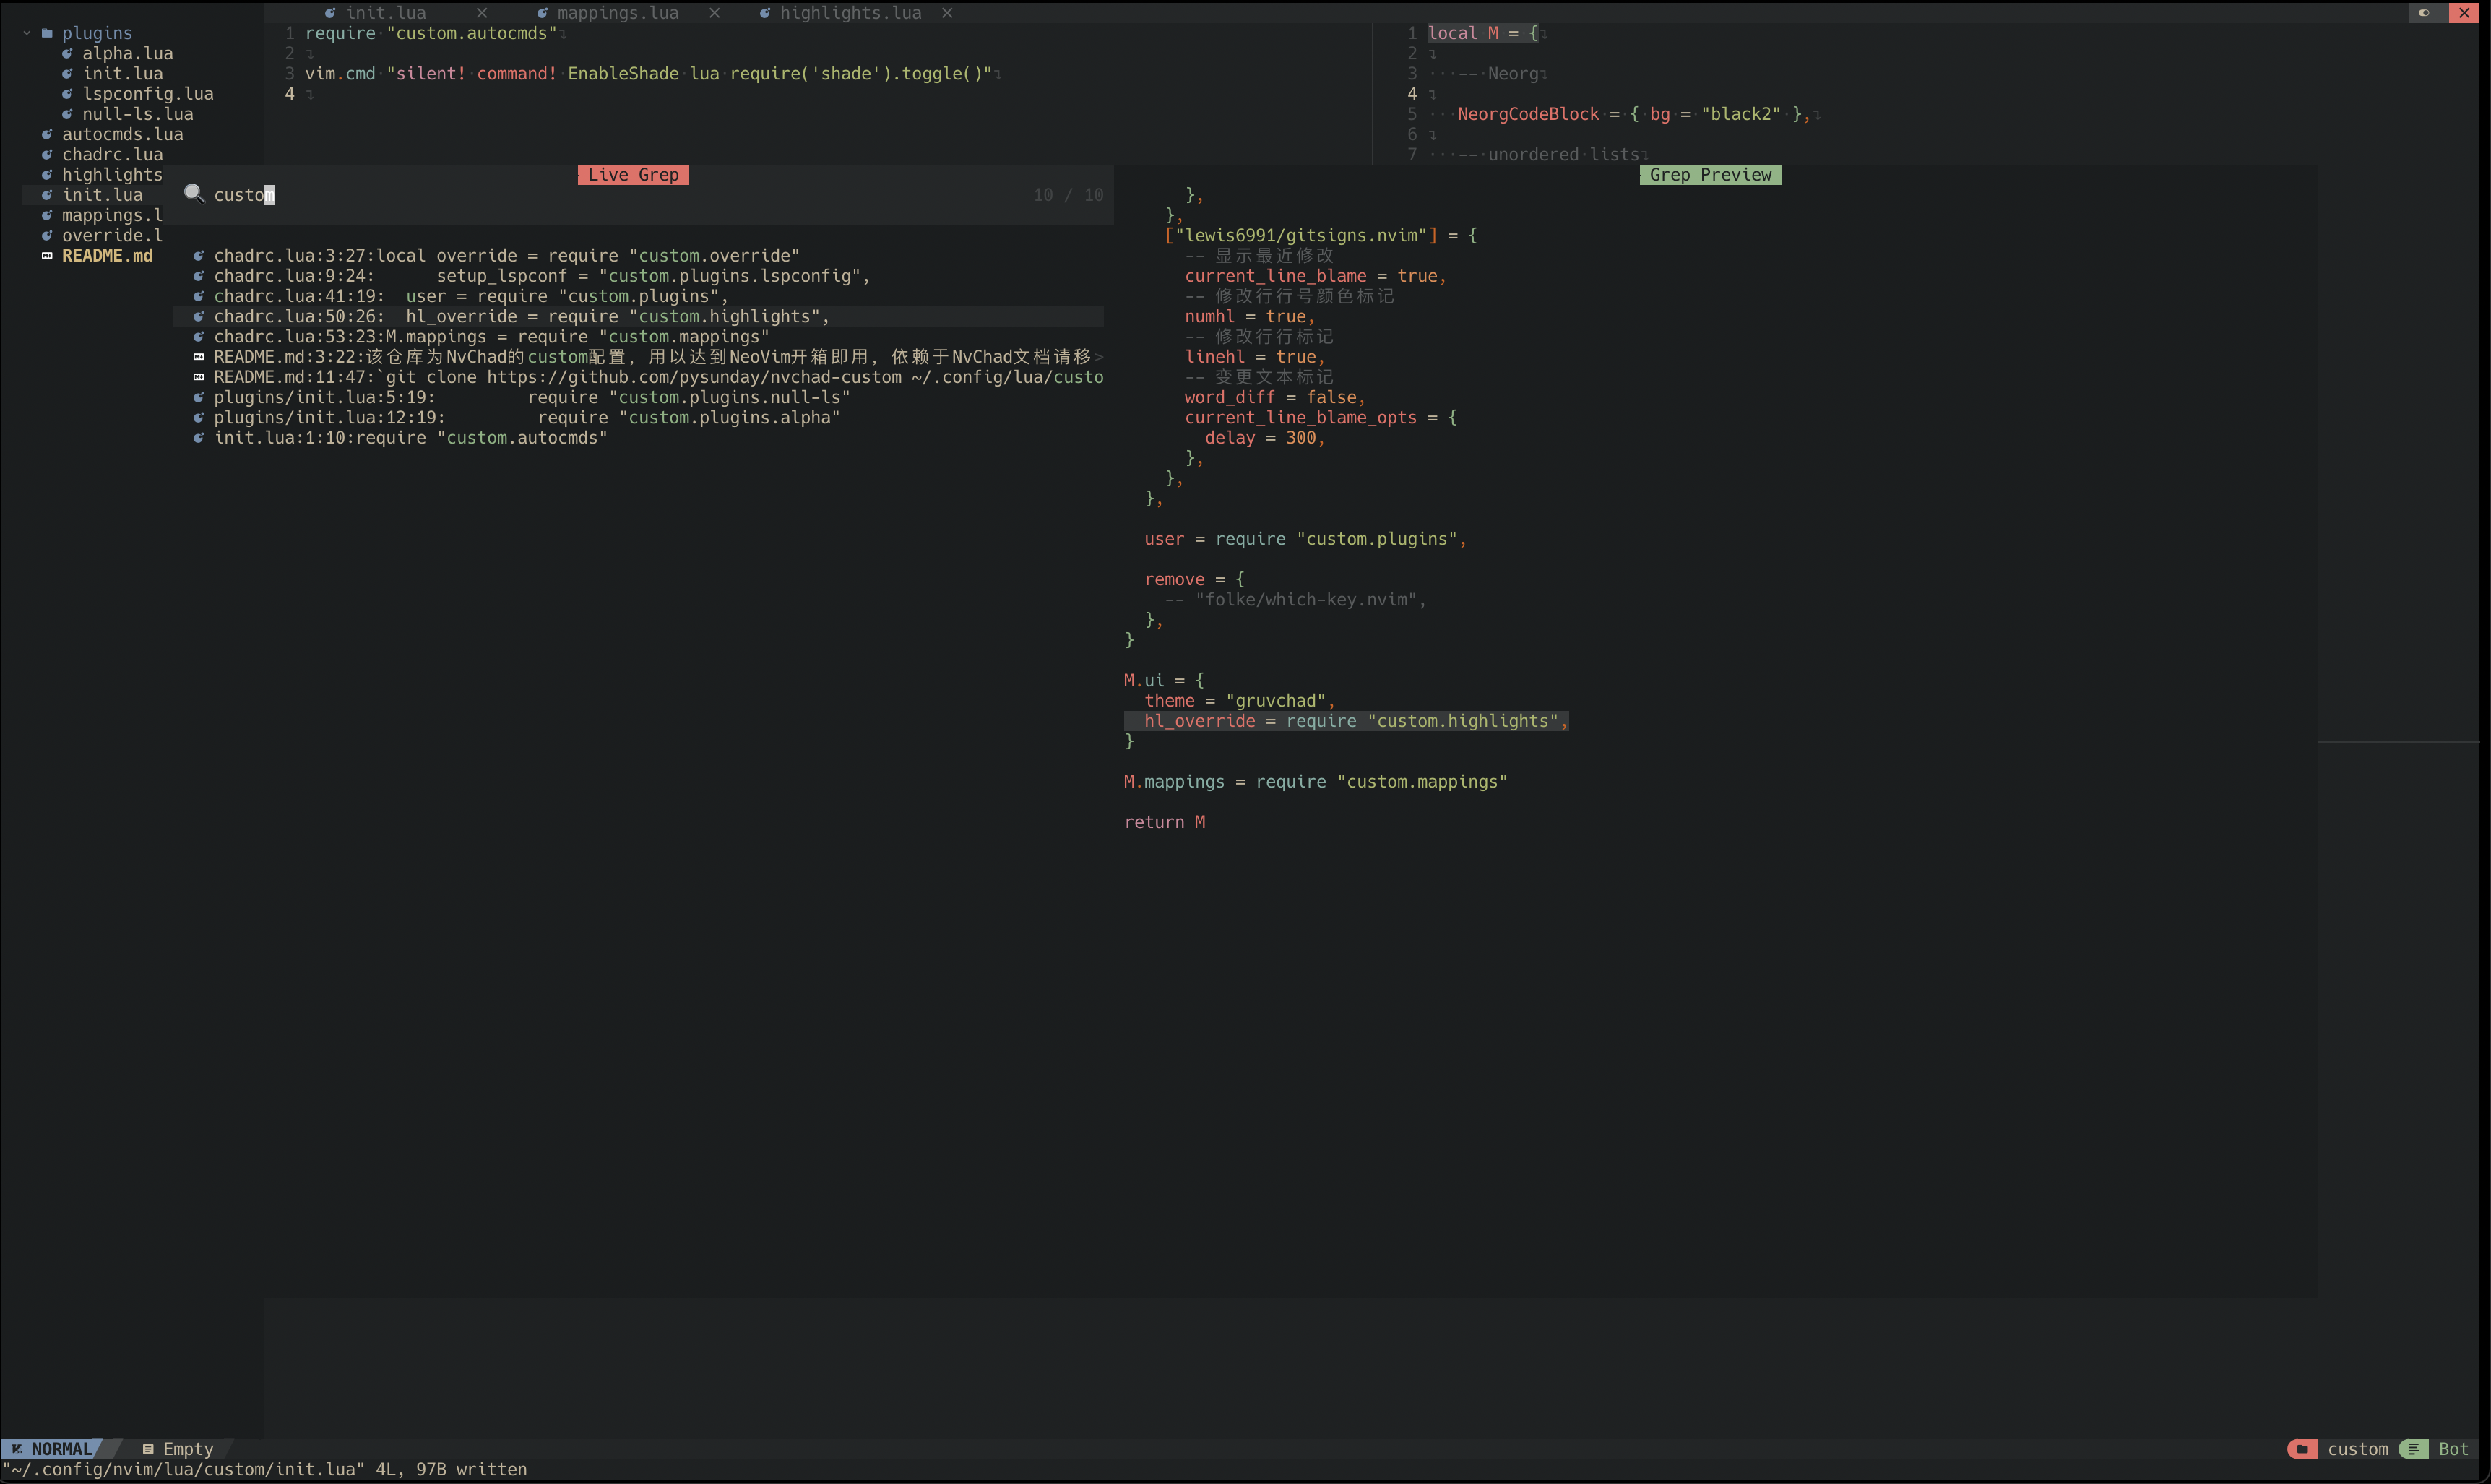 init.lua
mappings.lua
highlights.lua
plugins
alpha.lua
init.lua
lspconfig.lua
null-ls.lua
autocmds.lua
chadrc.lua
highlights
init.lua
mappings.l
override.l
README.md
1 require "custom.autocmds"
2
3 vim.cmd "silent! command! EnableShade lua require('shade').toggle()"
4
1 local M = {
2
3 -- Neorg
4
5 NeorgCodeBlock = { bg = "black2" },
6
7 -- unordered lists
Live Grep
custom 10 / 10
chadrc.lua:3:27:local override = require "custom.override"
chadrc.lua:9:24:      setup_lspconf = "custom.plugins.lspconfig",
chadrc.lua:41:19:  user = require "custom.plugins",
chadrc.lua:50:26:  hl_override = require "custom.highlights",
chadrc.lua:53:23:M.mappings = require "custom.mappings"
README.md:3:22:该仓库为NvChad的custom配置，用以达到NeoVim开箱即用，依赖于NvChad文档请移>
README.md:11:47:`git clone https://github.com/pysunday/nvchad-custom ~/.config/lua/custo
plugins/init.lua:5:19:         require "custom.plugins.null-ls"
plugins/init.lua:12:19:         require "custom.plugins.alpha"
init.lua:1:10:require "custom.autocmds"
Grep Preview
      },
    },
    ["lewis6991/gitsigns.nvim"] = {
      -- 显示最近修改
      current_line_blame = true,
      -- 修改行行号颜色标记
      numhl = true,
      -- 修改行行标记
      linehl = true,
      -- 变更文本标记
      word_diff = false,
      current_line_blame_opts = {
        delay = 300,
      },
    },
  },
  user = require "custom.plugins",
  remove = {
    -- "folke/which-key.nvim",
  },
}
M.ui = {
  theme = "gruvchad",
  hl_override = require "custom.highlights",
}
M.mappings = require "custom.mappings"
return M
NORMAL Empty custom Bot
"~/.config/nvim/lua/custom/init.lua" 4L, 97B written